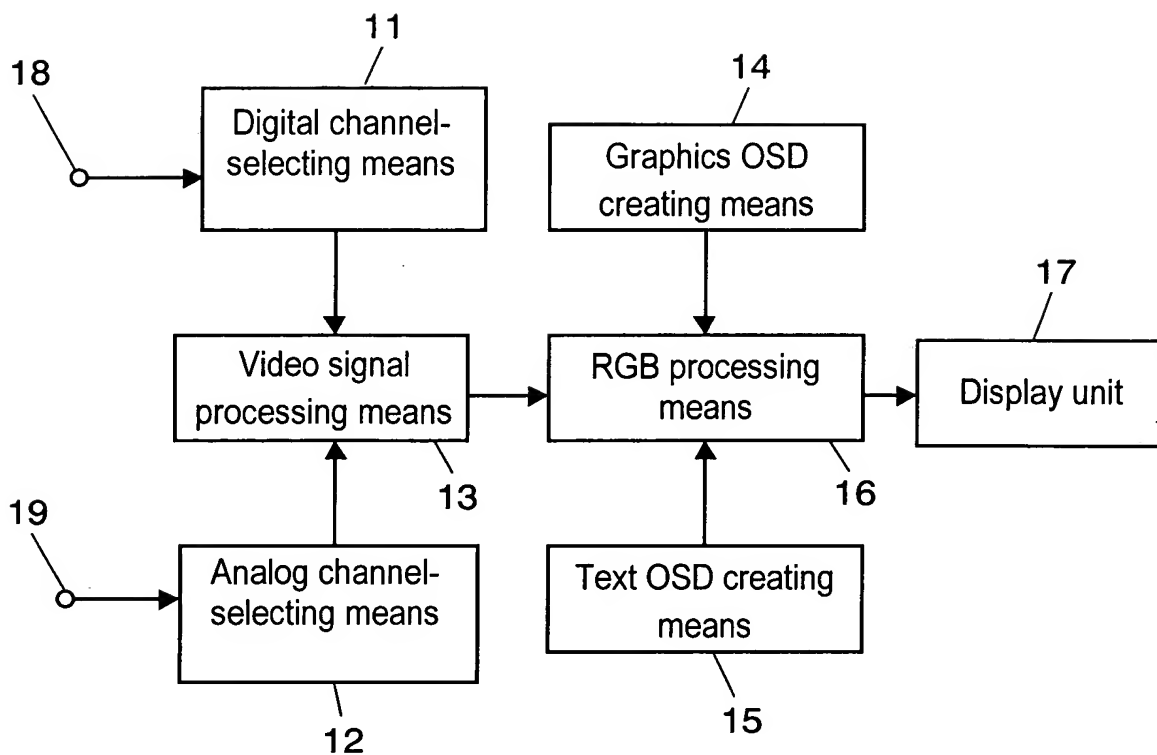 11
18
Digital channel-
selecting means
14
Graphics OSD
creating means
17
Video signal
processing means
RGB processing
means
Display unit
13
16
19
Analog channel-
selecting means
Text OSD creating
means
12
15